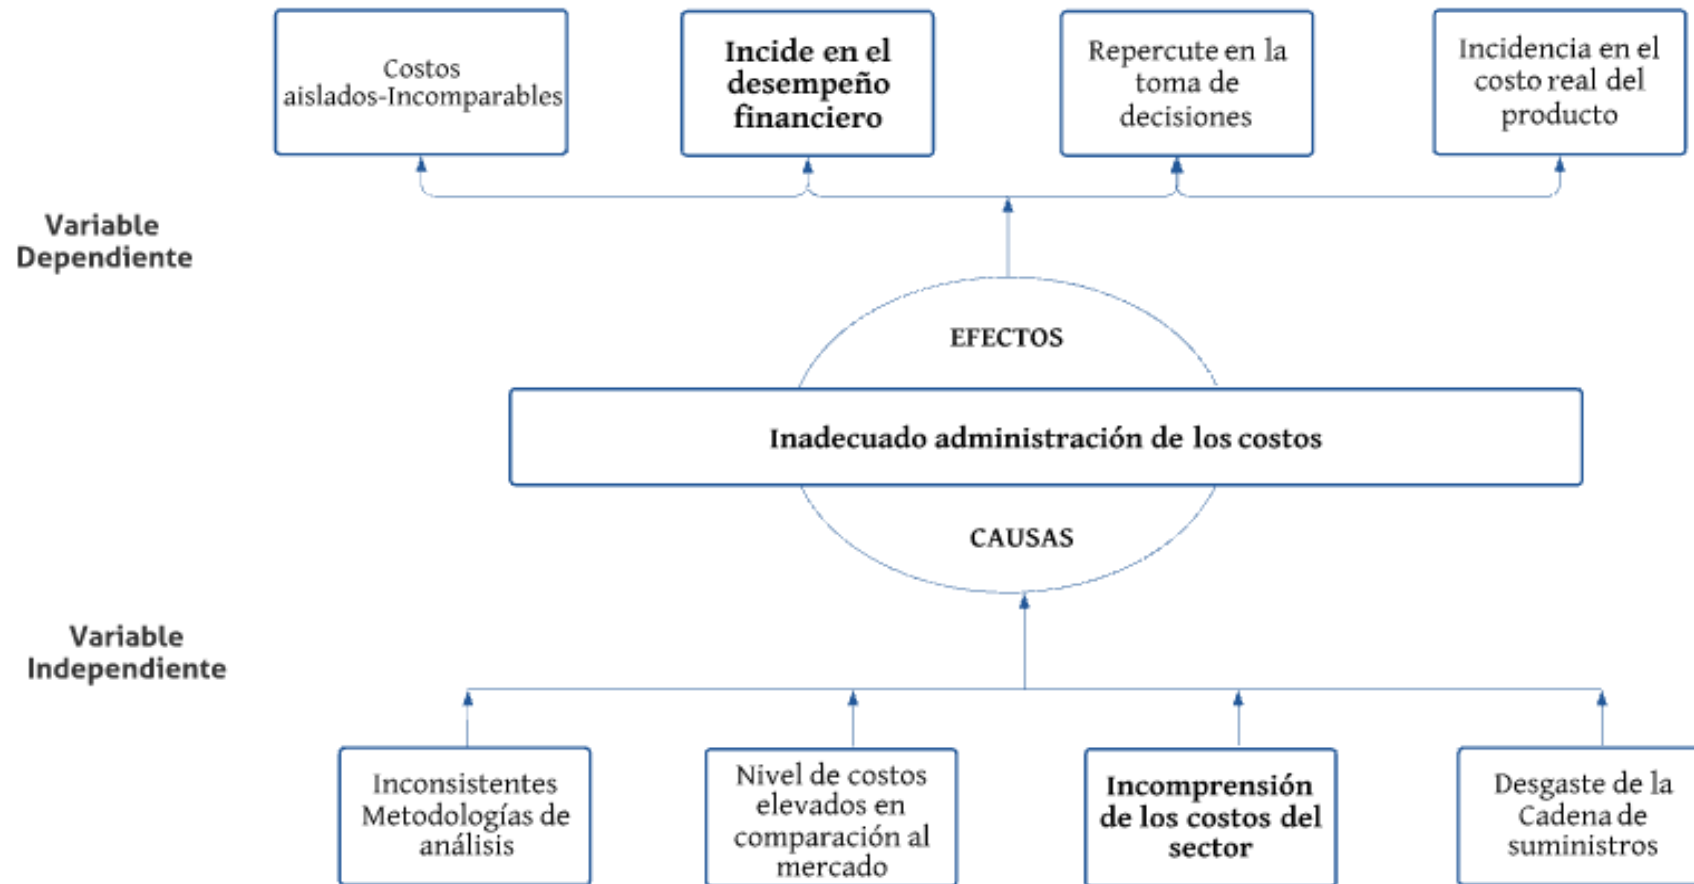 Costos
aislados-Incomparables
Incide en el
desempeño
financiero
Repercute en la
toma de
decisiones
Incidencia en el
costo real del
producto
Variable
Dependiente
EFECTOS
Inadecuado administración de los costos
CAUSAS
Variable
Independiente
Inconsistentes
Metodologías de
análisis
Nivel de costos
elevados en
comparación al
mercado
Incomprensión
de los costos del
sector
Desgaste de la
Cadena de
suministros